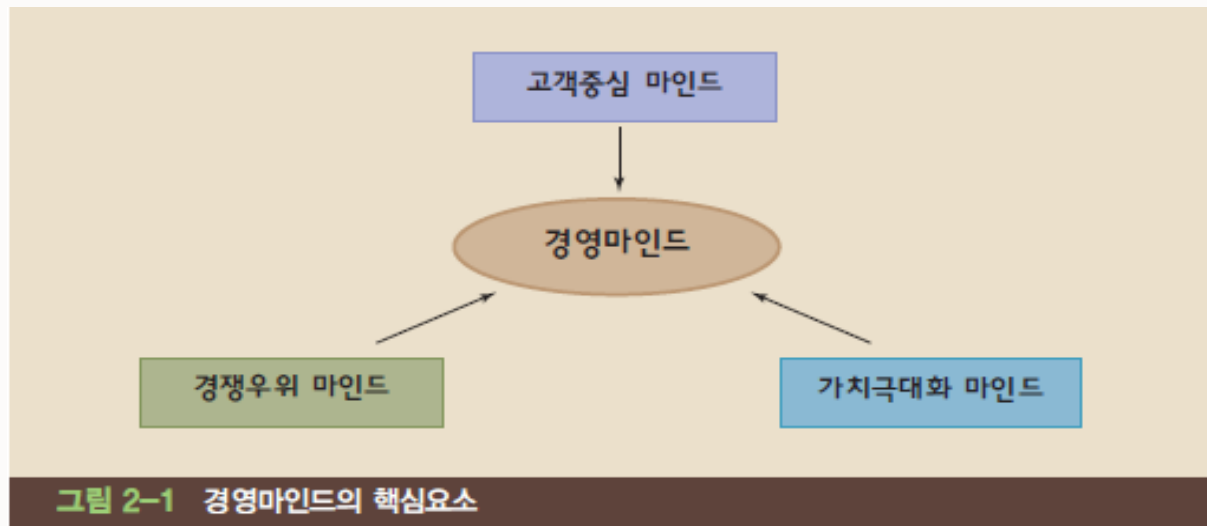 고객중심 마인드
경영마인드
경쟁우위 마인드
가치극대화 마인드
그림 2-1 경영마인드의 핵심요소